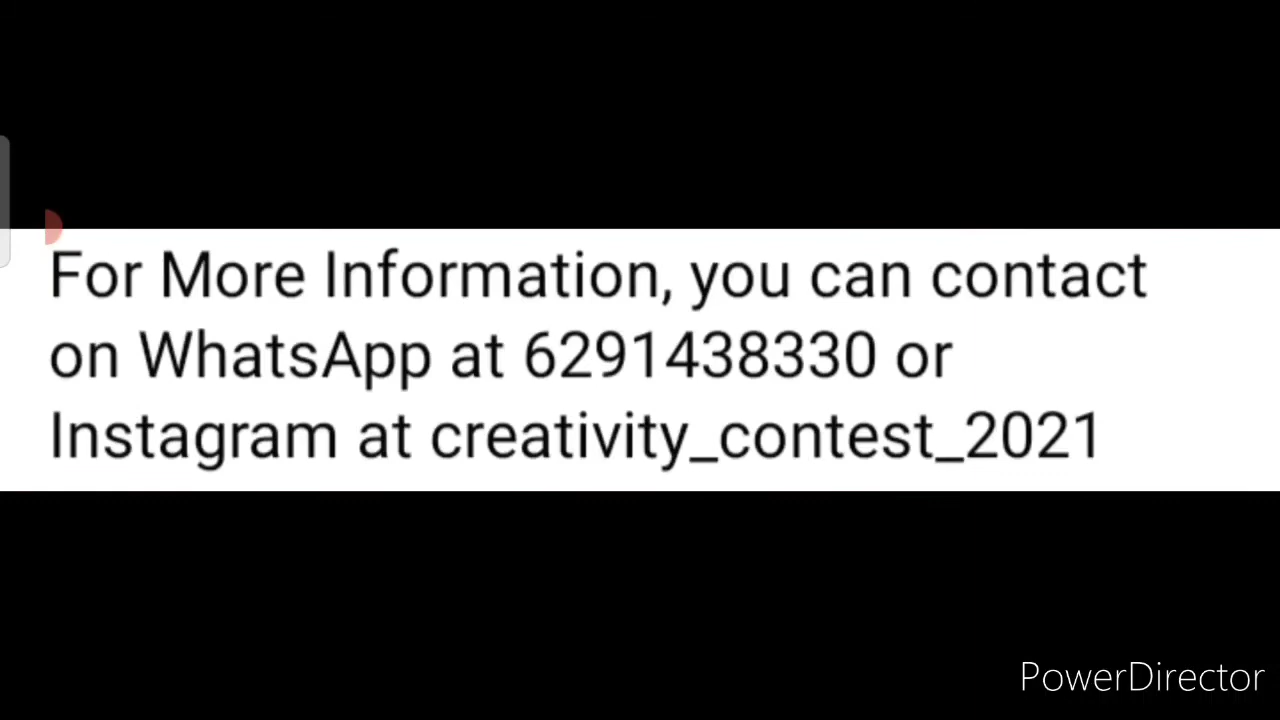 For More Information, you can contact
on WhatsApp at 6291438330 or
Instagram at creativity_contest_2021
PowerDirector